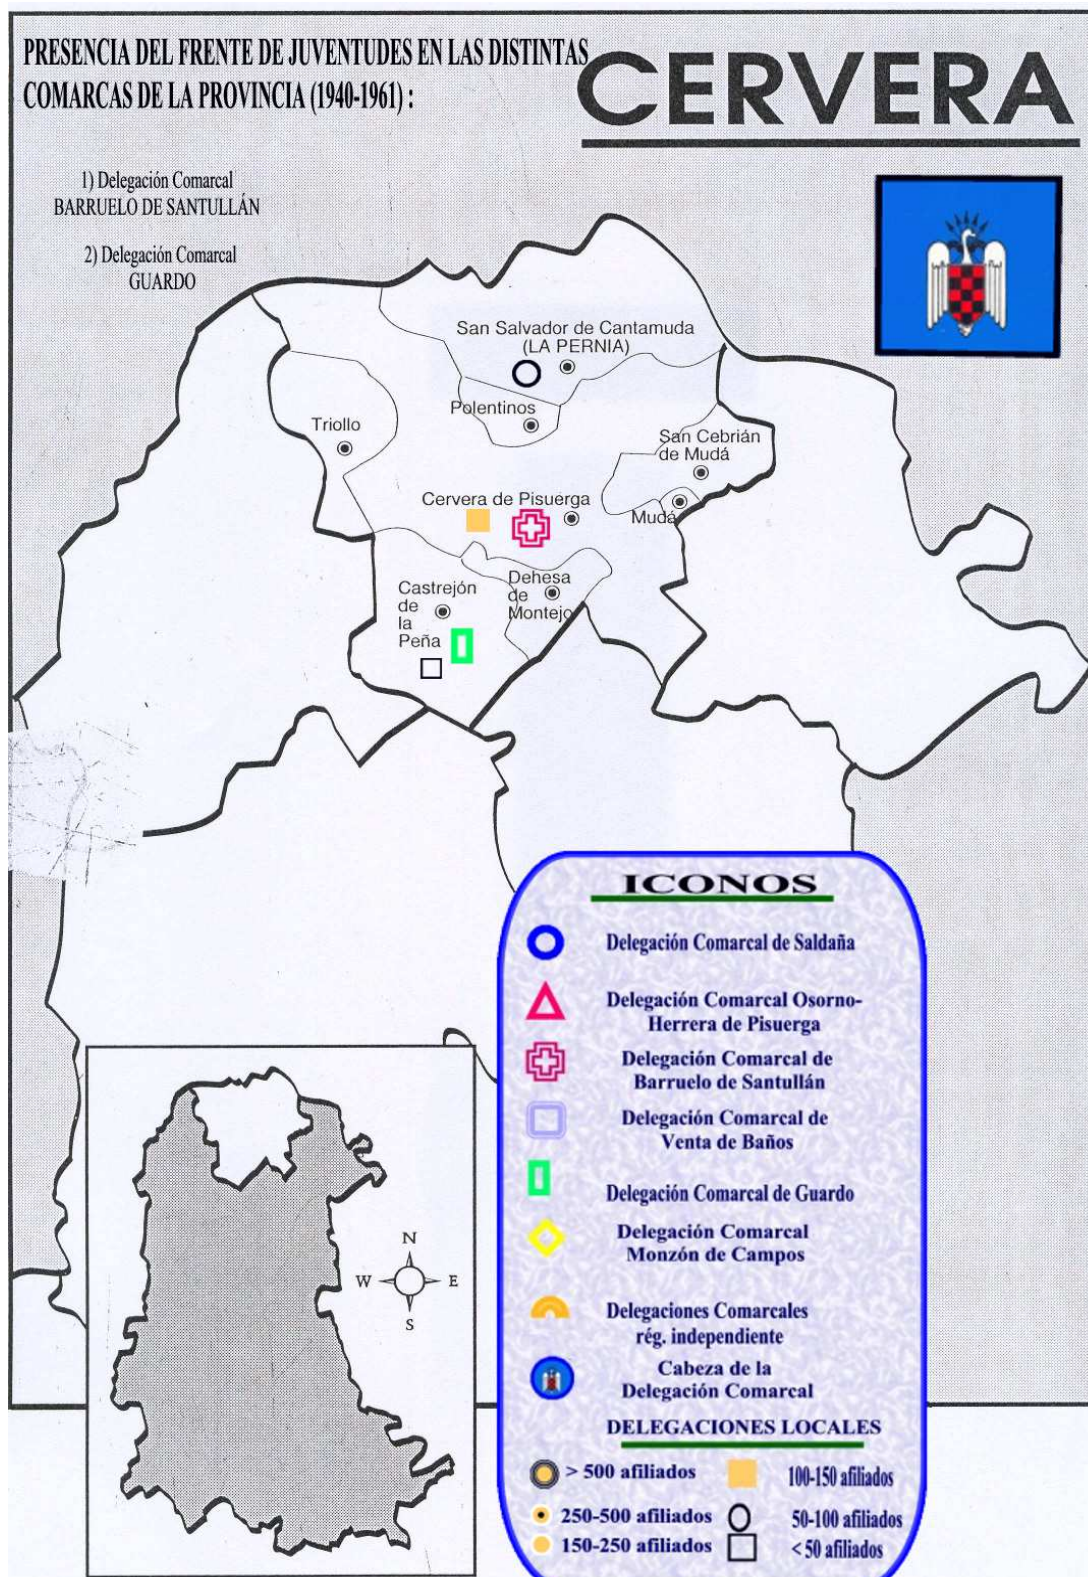 PRESENCIA DEL FRENTE DE JUVENTUDES EN LAS DISTINTAS
COMARCAS DE LA PROVINCIA (1940-1961) :
CERVERA
1) Delegación Comarcal
BARRUELO DE SANTULLÁN
2) Delegación Comarcal
GUARDO
San Salvador de Cantamuda
(LA PERNIA)
Polentinos
Triollo
San Cebrián
de Mudá
Cervera de Pisuerga
Mudá
Castrejón
de
la
Peña
Dehesa
de
Montejo
ICONOS
Delegación Comarcal de Saldaña
Delegación Comarcal Osorno-
Herrera de Pisuerga
Delegación Comarcal de
Barruelo de Santullán
Delegación Comarcal de
Venta de Baños
Delegación Comarcal de Guardo
Delegación Comarcal
Monzón de Campos
Delegaciones Comarcales
rég. independiente
Cabeza de la
Delegación Comarcal
DELEGACIONES LOCALES
> 500 afiliados
100-150 afiliados
250-500 afiliados
50-100 afiliados
150-250 afiliados
< 50 afiliados
N
W
E
S